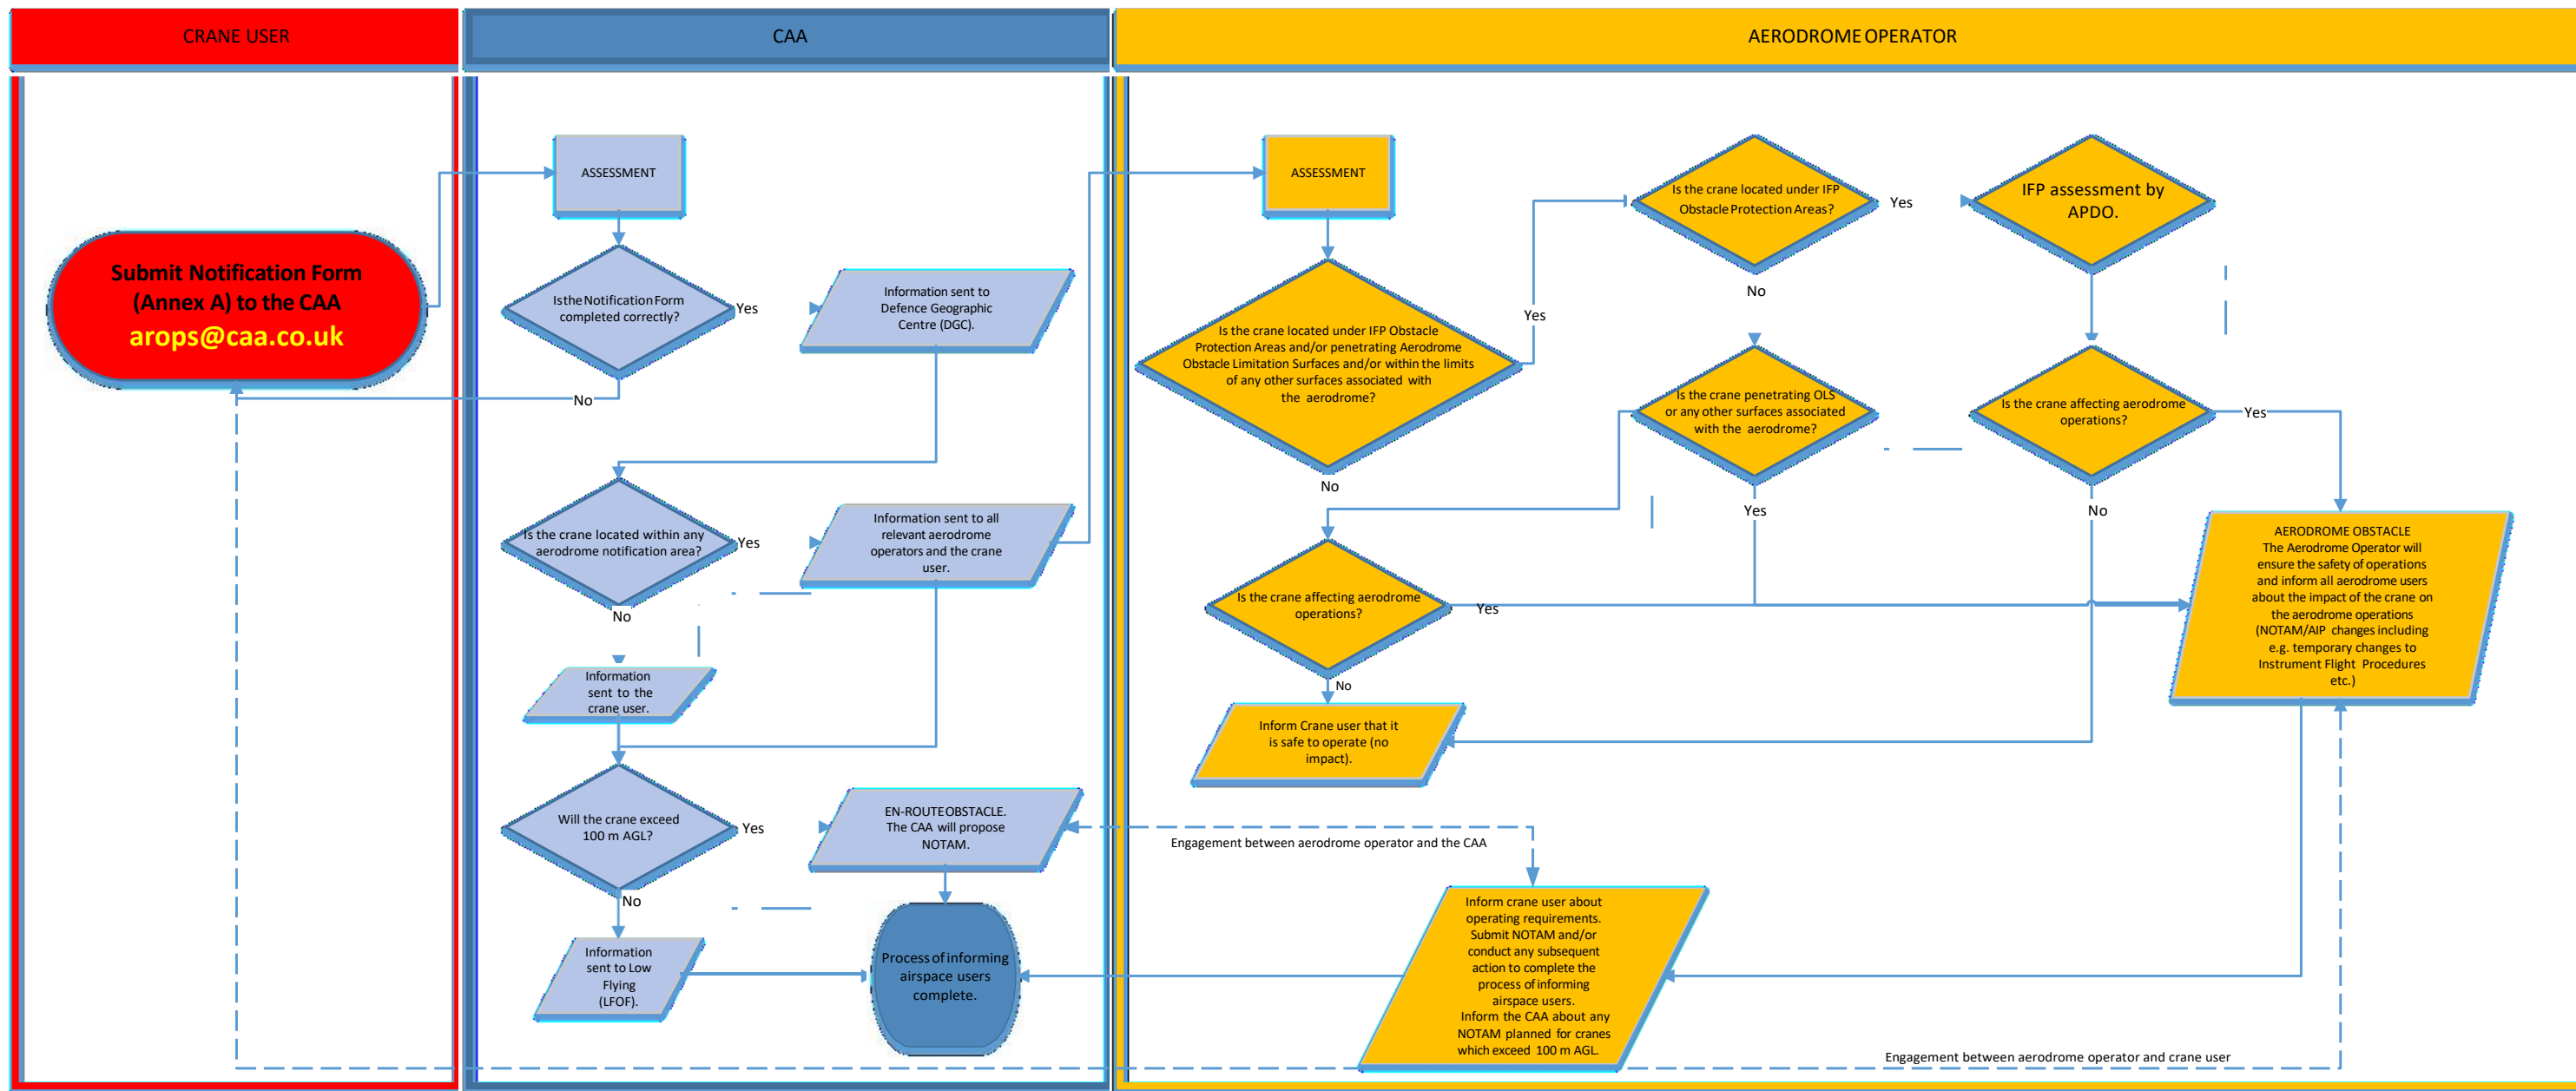 CRANE USER
CAA
AERODROME OPERATOR
Submit Notification Form
(Annex A) to the CAA
arops@caa.co.uk
ASSESSMENT
Is the Notification Form
completed correctly?
Yes
No
Information sent to
Defence Geographic
Centre (DGC).
Is the crane located within any
aerodrome notification area?
Yes
No
Information sent to all
relevant aerodrome
operators and the crane
user.
Information
sent to the
crane user.
Will the crane exceed
100 m AGL?
Yes
No
EN-ROUTE OBSTACLE.
The CAA will propose
NOTAM.
Information
sent to Low
Flying
(LFOF).
Process of informing
airspace users
complete.
ASSESSMENT
Is the crane located under IFP Obstacle
Protection Areas and/or penetrating Aerodrome
Obstacle Limitation Surfaces and/or within the limits
of any other surfaces associated with
the aerodrome?
Yes
No
Is the crane located under IFP
Obstacle Protection Areas?
Yes
No
IFP assessment by
APDO.
Is the crane penetrating OLS
or any other surfaces associated
with the aerodrome?
Yes
Is the crane affecting aerodrome
operations?
Yes
No
Is the crane affecting aerodrome
operations?
Yes
No
Inform Crane user that it
is safe to operate (no
impact).
AERODROME OBSTACLE
The Aerodrome Operator will
ensure the safety of operations
and inform all aerodrome users
about the impact of the crane on
the aerodrome operations
(NOTAM/AIP changes including
e.g. temporary changes to
Instrument Flight Procedures
etc.)
Engagement between aerodrome operator and the CAA
Inform crane user about
operating requirements.
Submit NOTAM and/or
conduct any subsequent
action to complete the
process of informing
airspace users.
Inform the CAA about any
NOTAM planned for cranes
which exceed 100 m AGL.
Engagement between aerodrome operator and crane user